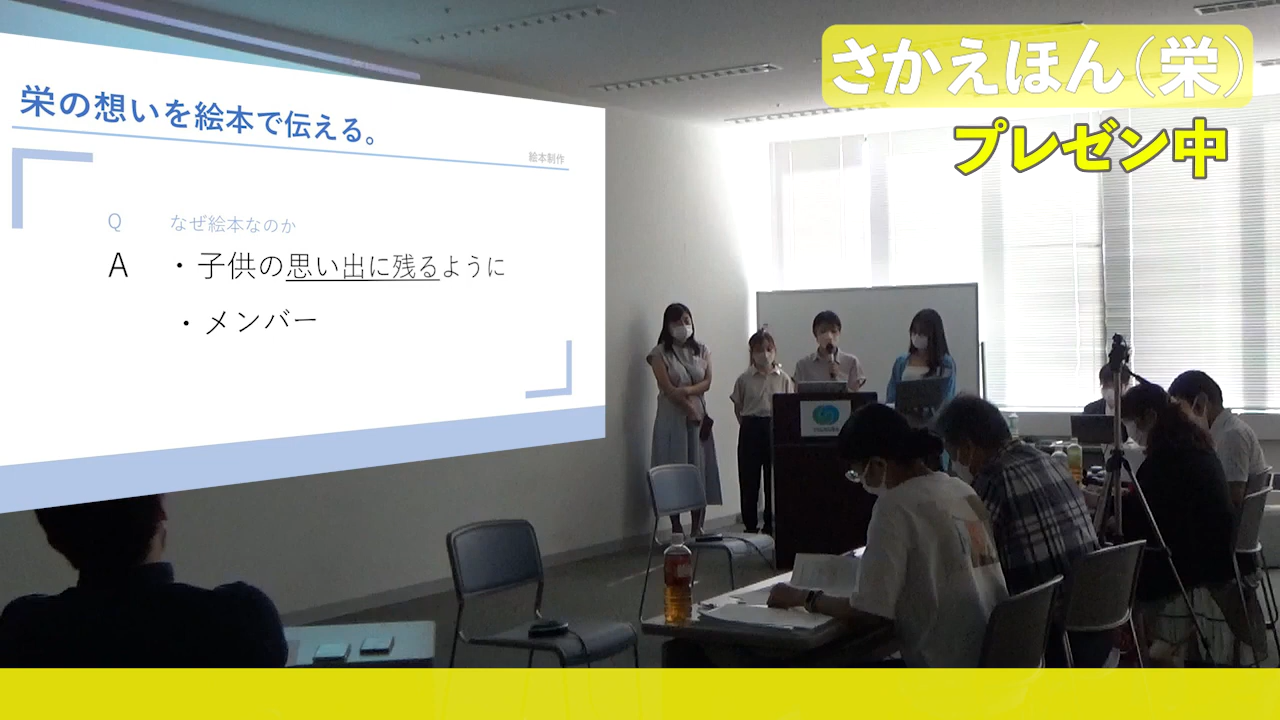 さかえほん（栄）
プレゼン中
栄の想いを絵本で伝える。
絵本制作
Q なぜ絵本なのか
A ・子供の思い出に残るように
・メンバー